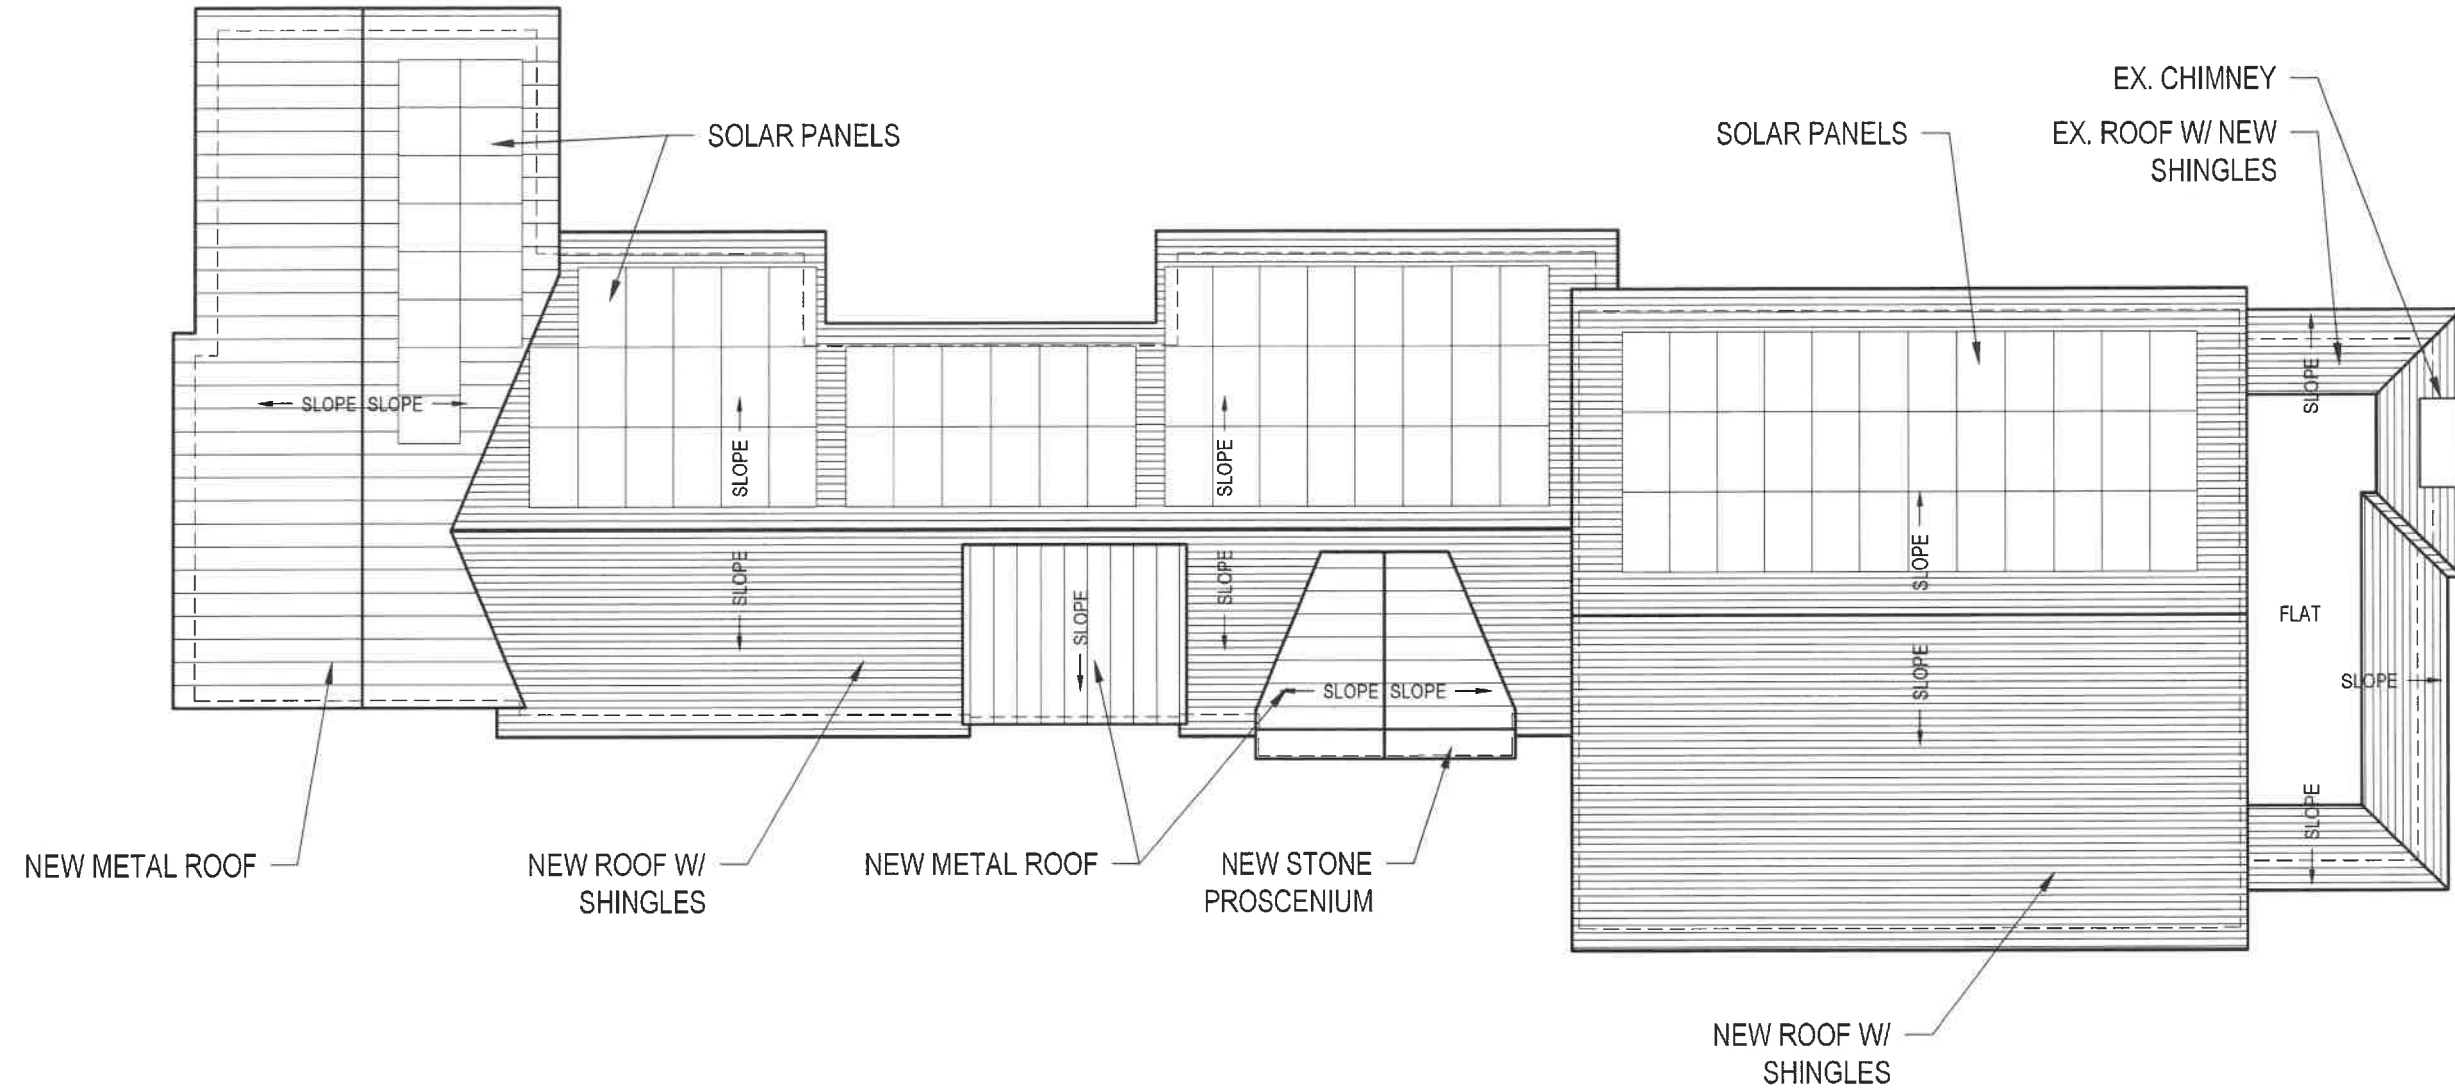 EX. CHIMNEY
SOLAR PANELS
SOLAR PANELS
EX. ROOF W/ NEW
SHINGLES
SLOPE
SLOPE SLOPE
SLOPE
SLOPE
SLOPE
SLOPE
SLOPE
SLOPE
FLAT
SLOPE
SLOPE
SLOPE SLOPE
SLOPE
SLOPE
NEW METAL ROOF
NEW ROOF W/
SHINGLES
NEW METAL ROOF
NEW STONE
PROSCENIUM
NEW ROOF W/
SHINGLES